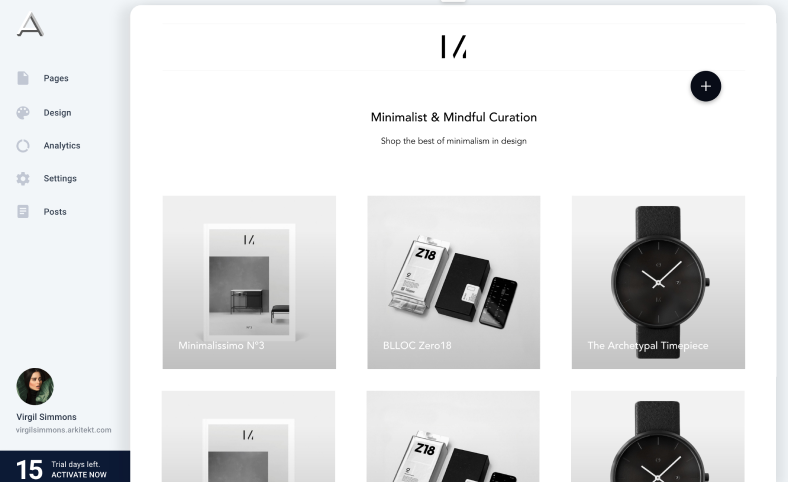 Pages
Design
Analytics
Settings
Posts
Virgil Simmons
virgilsimmons.arkitekt.com
15
Trial days left.
ACTIVATE NOW
Minimalist & Mindful Curation
Shop the best of minimalism in design
Z18
Minimalissimo Nº3
BLLOC Zero18
The Archetypal Timepiece
Z18